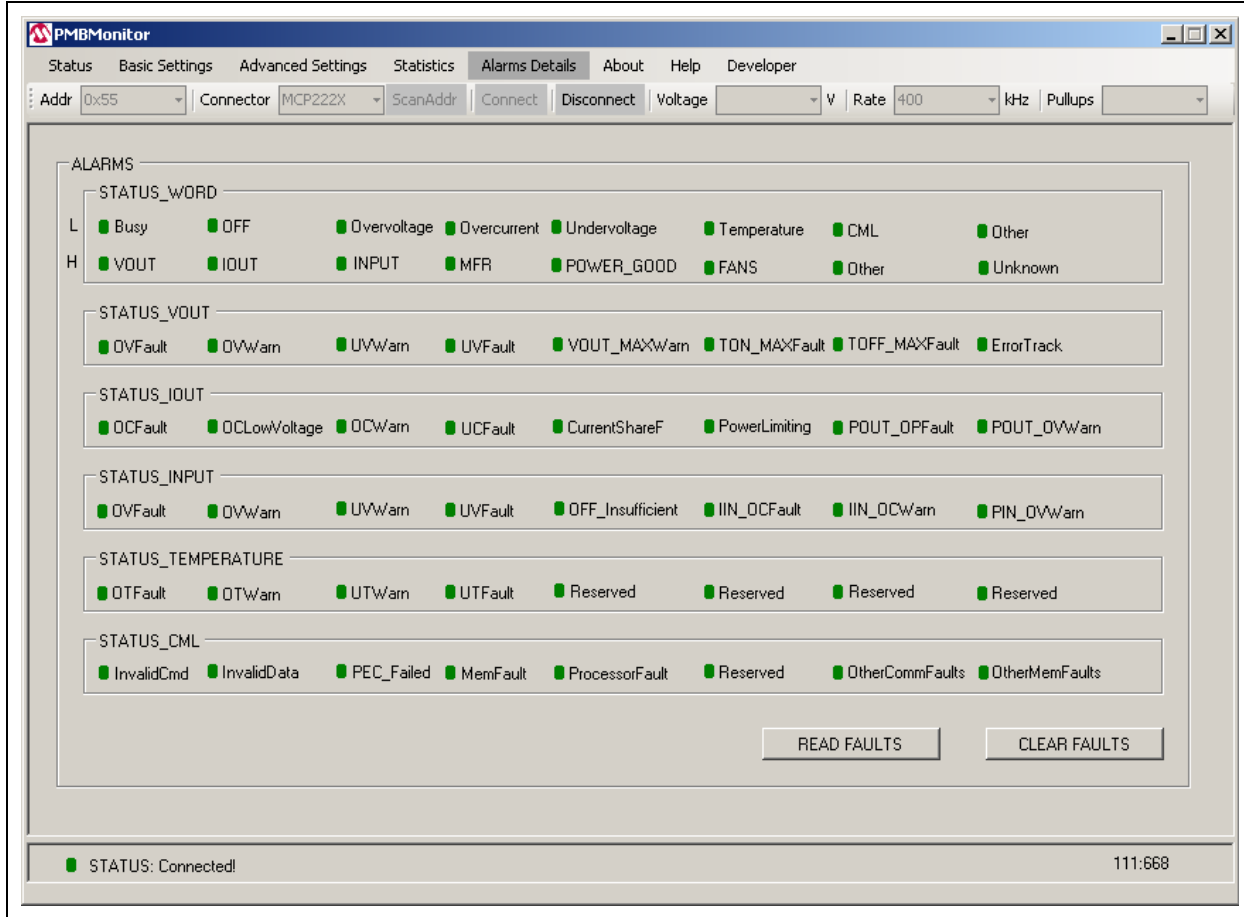 PMBMonitor
Status Basic Settings Advanced Settings Statistics Alarms Details About Help Developer
Addr 0x55 Connector MCP222X ScanAddr Connect Disconnect Voltage V Rate 400 kHz Pullups
ALARMS
STATUS_WORD
L Busy OFF Overvoltage Overcurrent Undervoltage Temperature CML Other
H VOUT IOUT INPUT MFR POWER_GOOD FANS Other Unknown
STATUS_VOUT
OVFault OVWarn UVWarn UVFault VOUT_MAXWarn TON_MAXFault TOFF_MAXFault ErrorTrack
STATUS_IOUT
OCFault OCLowVoltage OCWarn UCFault CurrentShareF PowerLimiting POUT_OPFault POUT_OVWarn
STATUS_INPUT
OVFault OVWarn UVWarn UVFault OFF_Insufficient IIN_OCFault IIN_OCWarn PIN_OVWarn
STATUS_TEMPERATURE
OTFault OTWarn UTWarn UTFault Reserved Reserved Reserved Reserved
STATUS_CML
InvalidCmd InvalidData PEC_Failed MemFault ProcessorFault Reserved OtherCommFaults OtherMemFaults
READ FAULTS CLEAR FAULTS
STATUS: Connected! 111:668